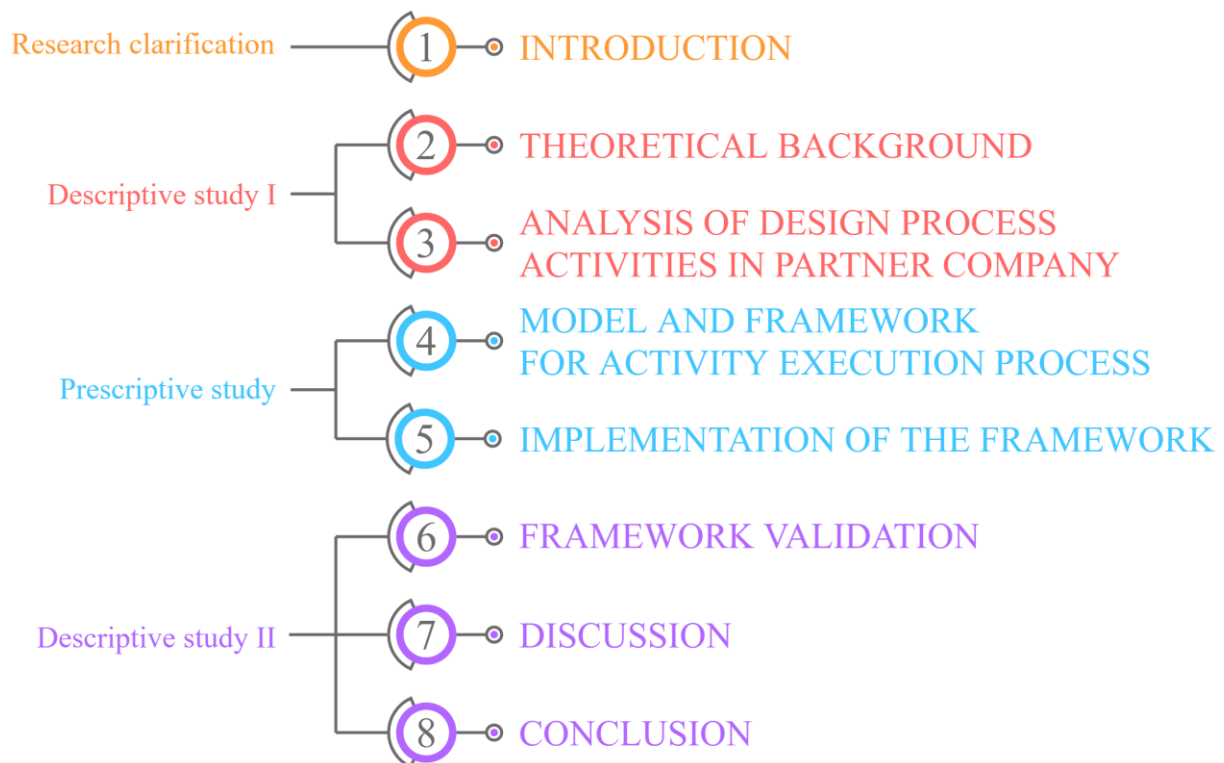 Research clarification
1
INTRODUCTION
Descriptive study I
2
THEORETICAL BACKGROUND
3
ANALYSIS OF DESIGN PROCESS
ACTIVITIES IN PARTNER COMPANY
Prescriptive study
4
MODEL AND FRAMEWORK
FOR ACTIVITY EXECUTION PROCESS
5
IMPLEMENTATION OF THE FRAMEWORK
Descriptive study II
6
FRAMEWORK VALIDATION
7
DISCUSSION
8
CONCLUSION